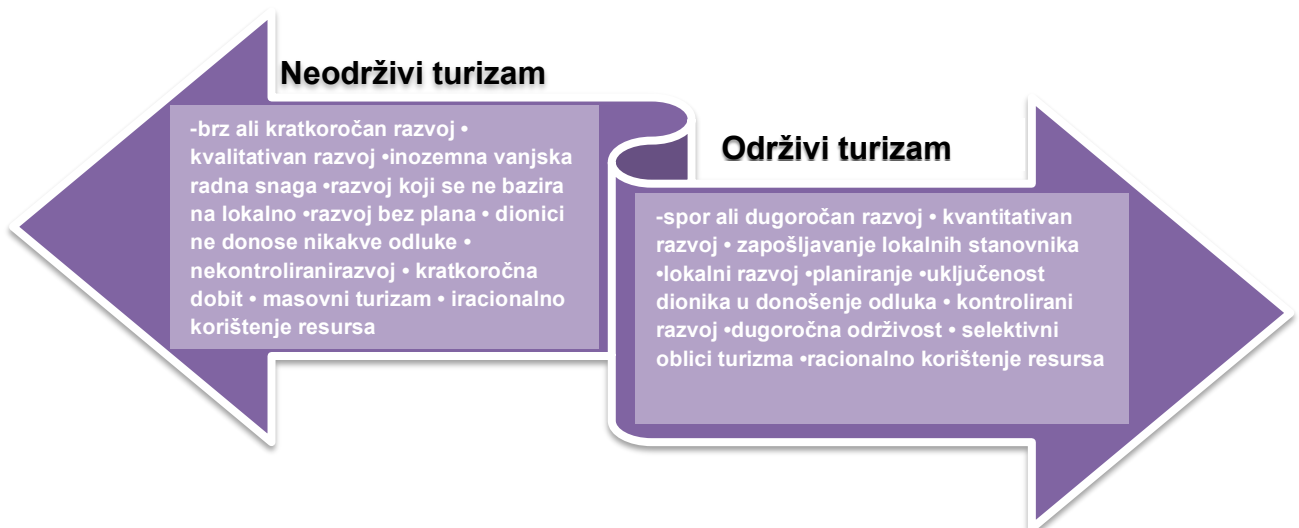 Neodrživi turizam
-brz ali kratkoročan razvoj •
kvalitativan razvoj •inozemna vanjska
radna snaga •razvoj koji se ne bazira
na lokalno •razvoj bez plana • dionici
ne donose nikakve odluke •
nekontroliranirazvoj • kratkoročna
dobit • masovni turizam • iracionalno
korištenje resursa
Održivi turizam
-spor ali dugoročan razvoj • kvantitativan
razvoj • zapošljavanje lokalnih stanovnika
•lokalni razvoj •planiranje •uključenost
dionika u donošenje odluka • kontrolirani
razvoj •dugoročna održivost • selektivni
oblici turizma •racionalno korištenje resursa